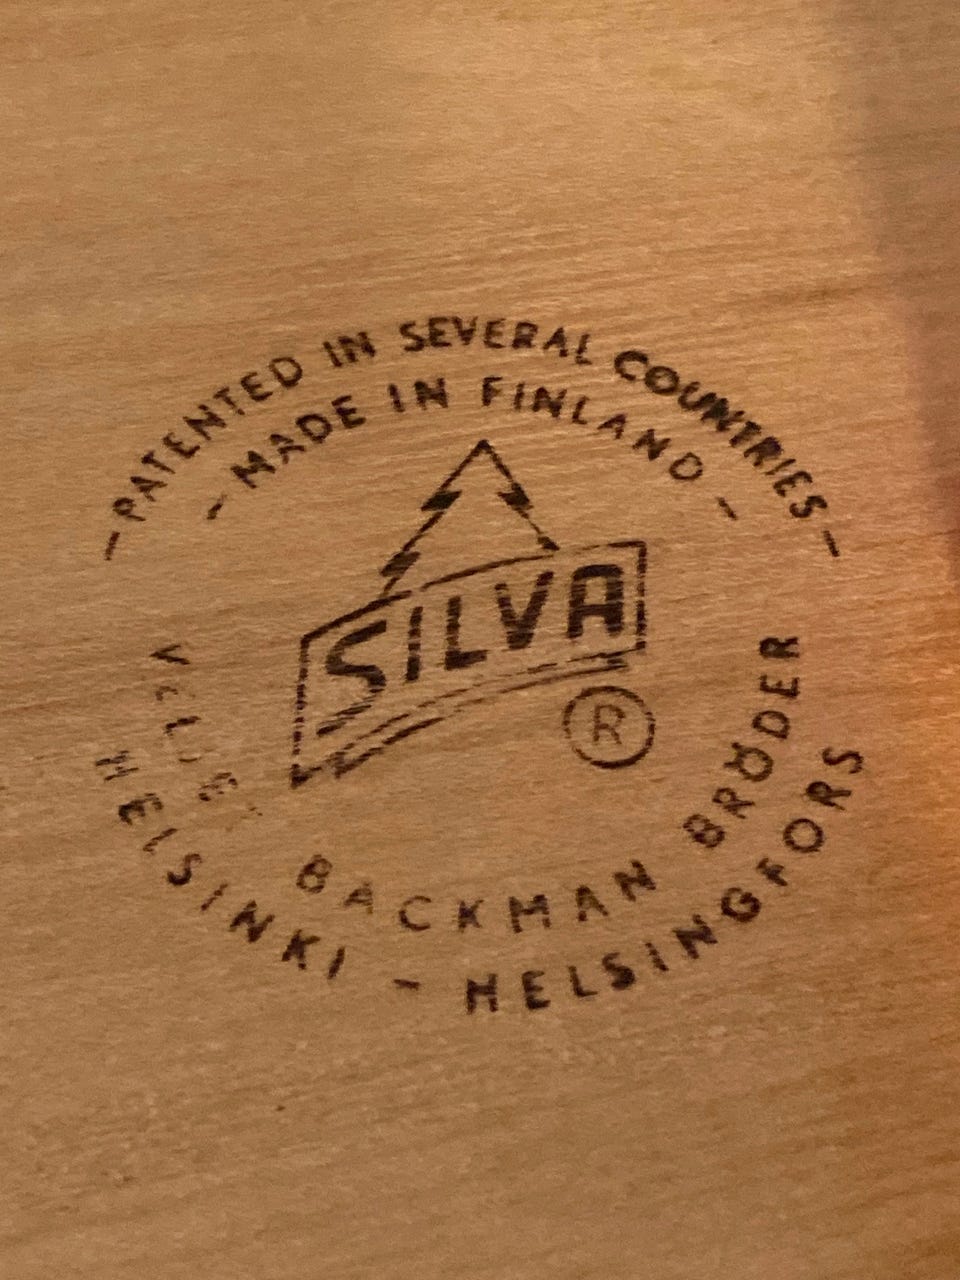 -PATENTED IN SEVERAL COUNTRIES-
- MADE IN FINLAND -
SILVA
®
BACKMAN BRÖDER
HELSINKI - HELSINGFORS